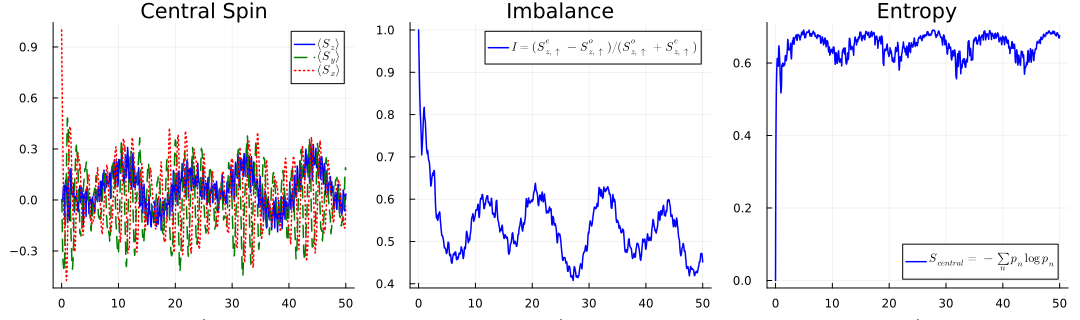 Central Spin
0.9
0.6
0.3
0.0
−0.3
0 10 20 30 40 50
⟨S_z⟩
⟨S_y⟩
⟨S_x⟩
Imbalance
1.0
0.9
0.8
0.7
0.6
0.5
0.4
0 10 20 30 40 50
I = (S^e_{z,↑} − S^o_{z,↑})/(S^o_{z,↑} + S^e_{z,↑})
Entropy
0.6
0.4
0.2
0.0
0 10 20 30 40 50
S_{central} = − ∑_n p_n log p_n